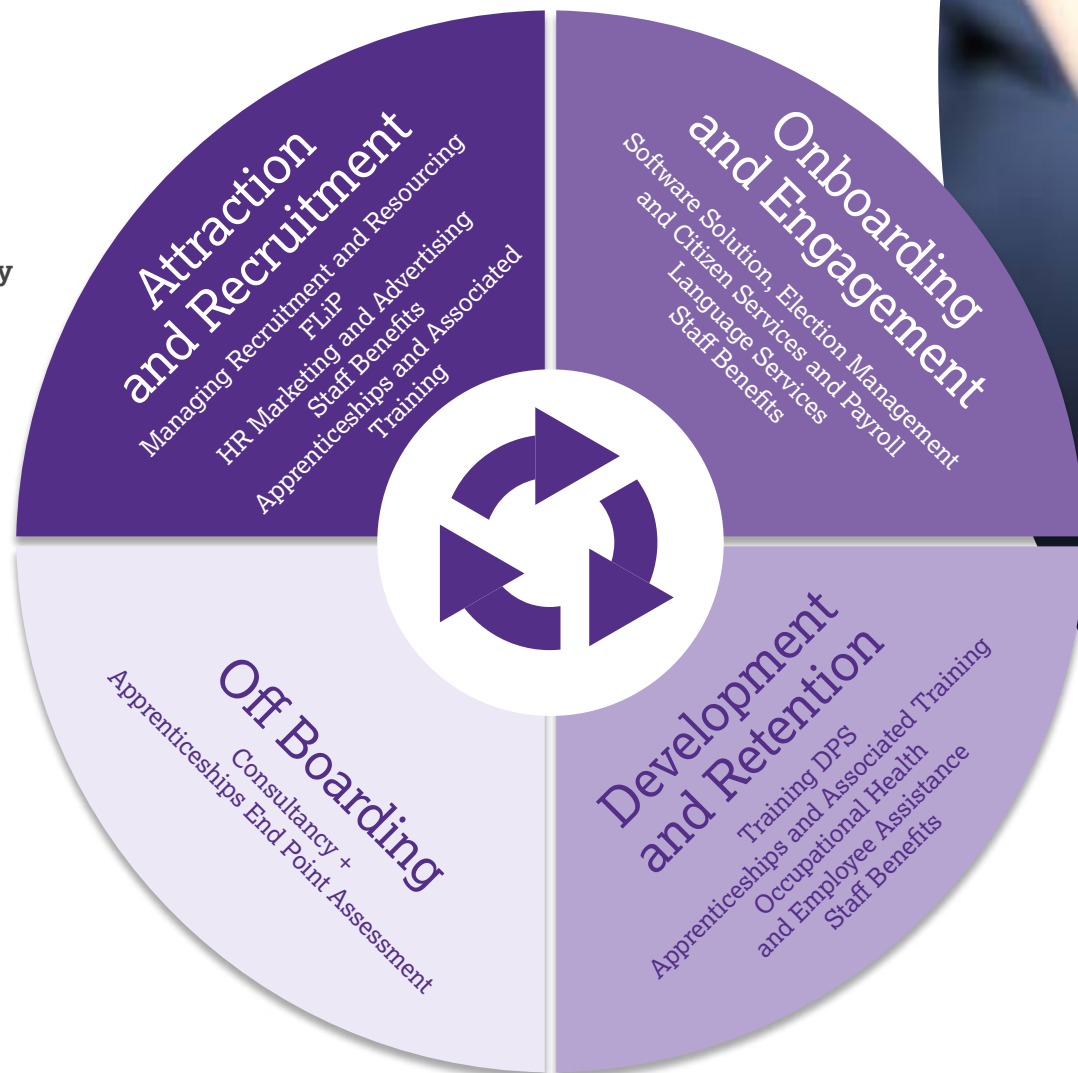 y
Attraction
and Recruitment
Managing Recruitment and Resourcing
FLiP
HR Marketing and Advertising
Staff Benefits
Apprenticeships and Associated
Training
Onboarding
and Engagement
Software Solution, Election Management
and Citizen Services and Payroll
Language Services
Staff Benefits
Development
and Retention
Training DPS
Apprenticeships and Associated Training
Occupational Health
and Employee Assistance
Staff Benefits
Off Boarding
Consultancy +
Apprenticeships End Point Assessment